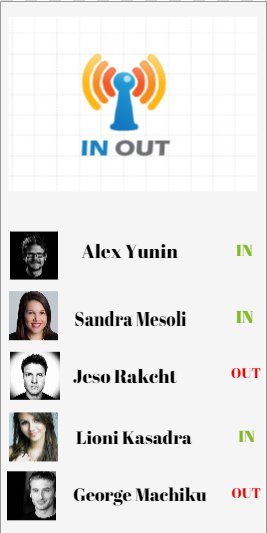 IN OUT
Alex Yunin IN
Sandra Mesoli IN
Jeso Rakcht OUT
Lioni Kasadra IN
George Machiku OUT